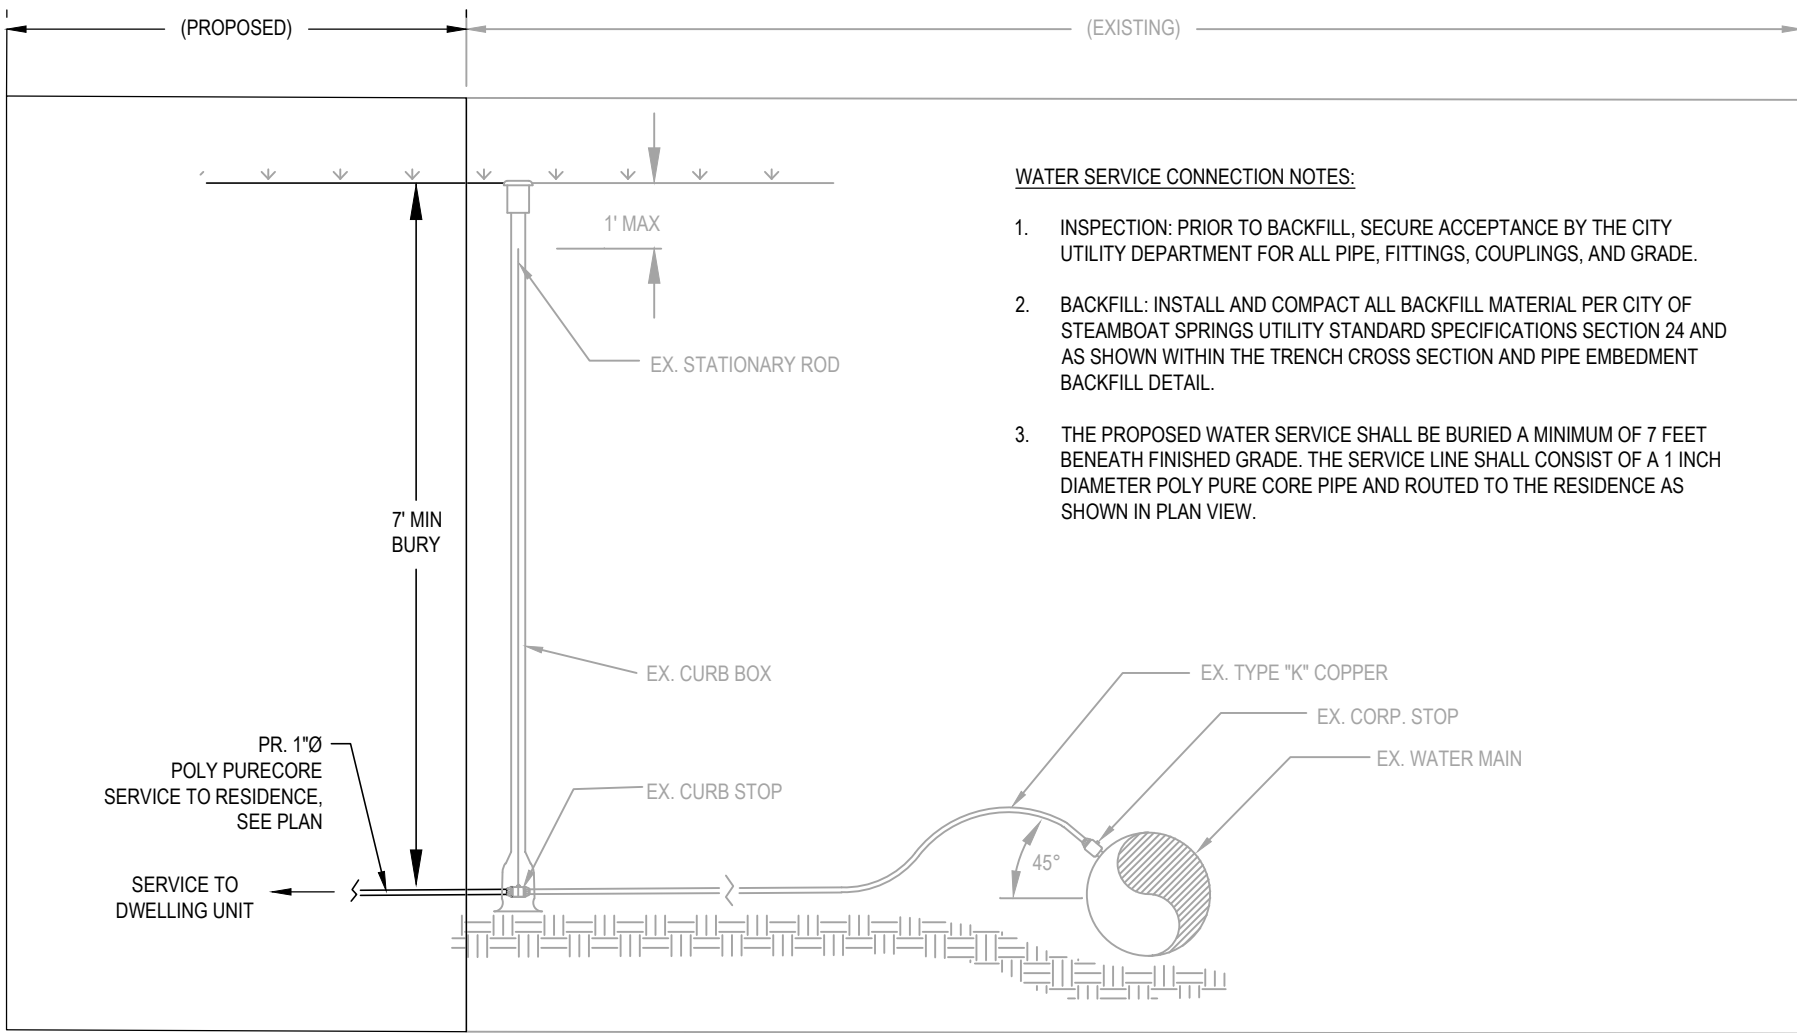 (PROPOSED)
(EXISTING)
WATER SERVICE CONNECTION NOTES:
1. INSPECTION: PRIOR TO BACKFILL, SECURE ACCEPTANCE BY THE CITY
UTILITY DEPARTMENT FOR ALL PIPE, FITTINGS, COUPLINGS, AND GRADE.
2. BACKFILL: INSTALL AND COMPACT ALL BACKFILL MATERIAL PER CITY OF
STEAMBOAT SPRINGS UTILITY STANDARD SPECIFICATIONS SECTION 24 AND
AS SHOWN WITHIN THE TRENCH CROSS SECTION AND PIPE EMBEDMENT
BACKFILL DETAIL.
3. THE PROPOSED WATER SERVICE SHALL BE BURIED A MINIMUM OF 7 FEET
BENEATH FINISHED GRADE. THE SERVICE LINE SHALL CONSIST OF A 1 INCH
DIAMETER POLY PURE CORE PIPE AND ROUTED TO THE RESIDENCE AS
SHOWN IN PLAN VIEW.
1' MAX
EX. STATIONARY ROD
7' MIN
BURY
EX. CURB BOX
EX. TYPE "K" COPPER
EX. CORP. STOP
EX. WATER MAIN
PR. 1"Ø
POLY PURECORE
SERVICE TO RESIDENCE,
SEE PLAN
EX. CURB STOP
45°
SERVICE TO
DWELLING UNIT